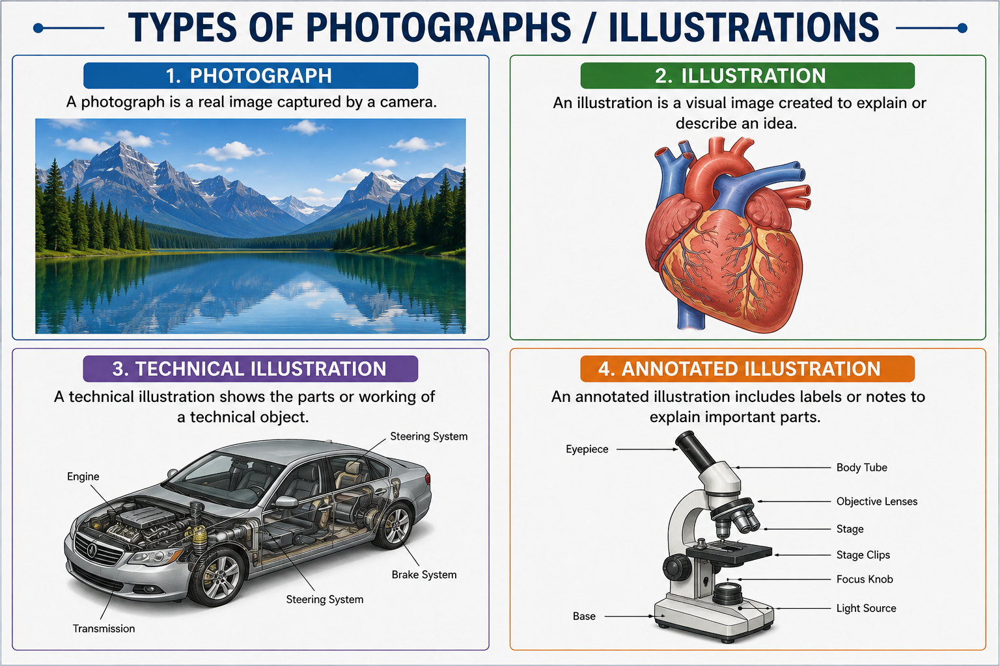 TYPES OF PHOTOGRAPHS / ILLUSTRATIONS
1. PHOTOGRAPH
A photograph is a real image captured by a camera.
2. ILLUSTRATION
An illustration is a visual image created to explain or
describe an idea.
3. TECHNICAL ILLUSTRATION
A technical illustration shows the parts or working of
a technical object.
Steering System
Engine
Brake System
Steering System
Transmission
4. ANNOTATED ILLUSTRATION
An annotated illustration includes labels or notes to
explain important parts.
Eyepiece
Body Tube
Objective Lenses
Stage
Stage Clips
Focus Knob
Light Source
Base